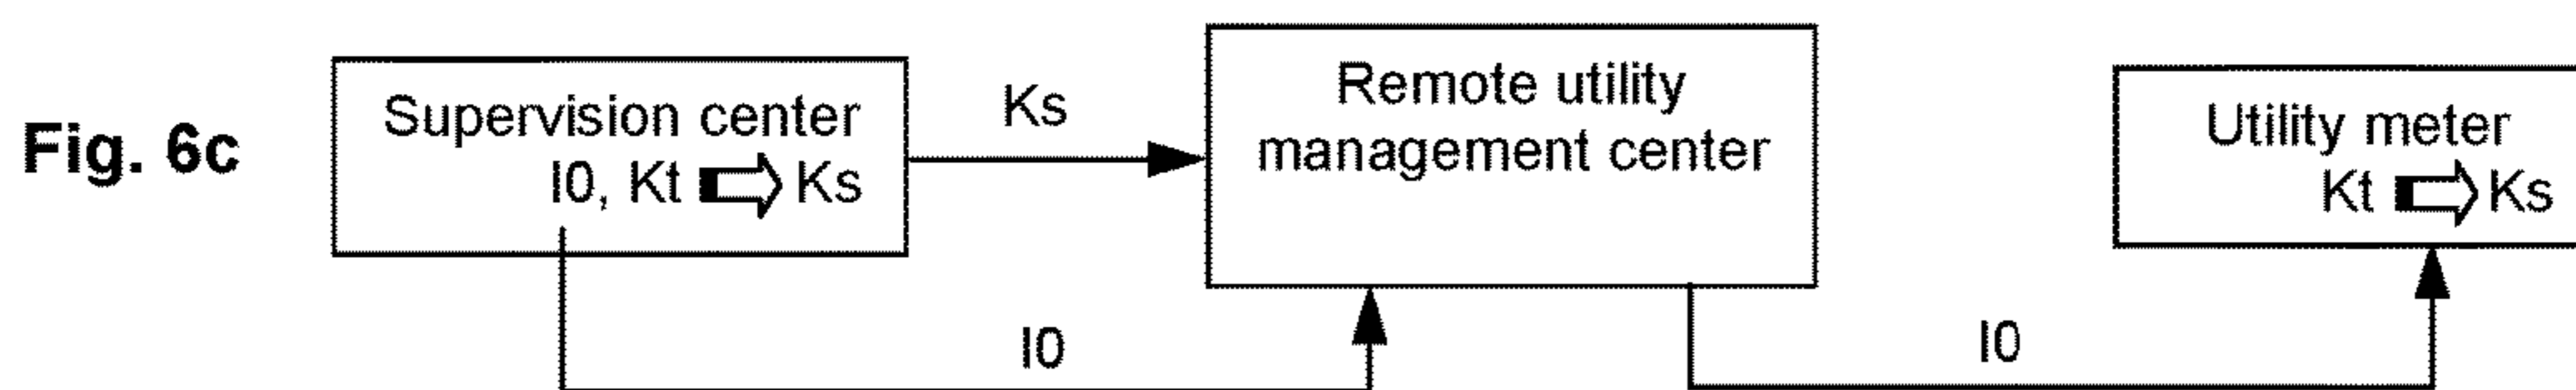 Fig. 6c
Supervision center
I0, Kt ⇨ Ks
Ks
Remote utility
management center
Utility meter
Kt ⇨ Ks
I0
I0